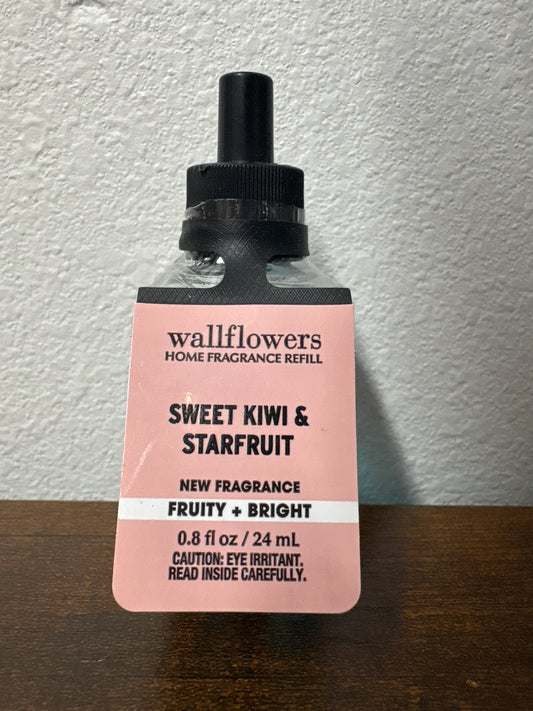 wallflowers
HOME FRAGRANCE REFILL
SWEET KIWI &
STARFRUIT
NEW FRAGRANCE
FRUITY + BRIGHT
0.8 fl oz / 24 mL
CAUTION: EYE IRRITANT.
READ INSIDE CAREFULLY.